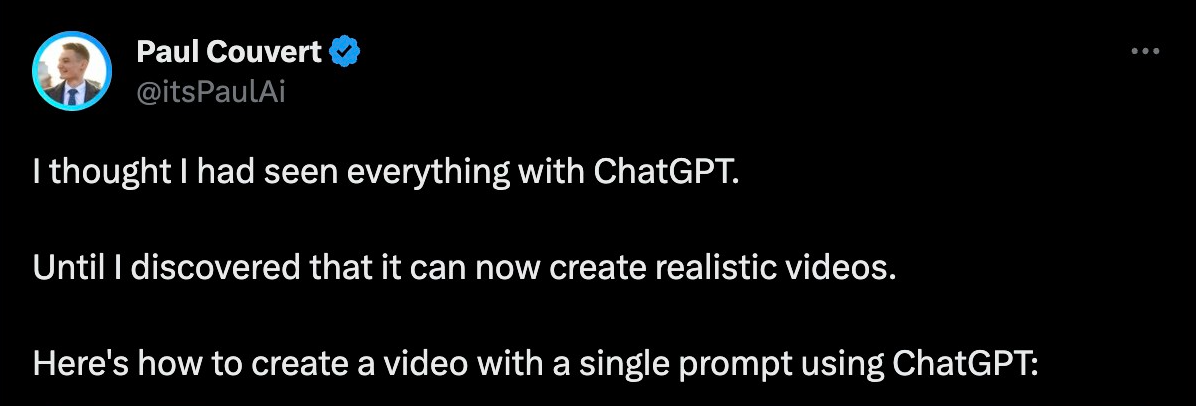 Paul Couvert
@itsPaulAi
I thought I had seen everything with ChatGPT.
Until I discovered that it can now create realistic videos.
Here's how to create a video with a single prompt using ChatGPT: